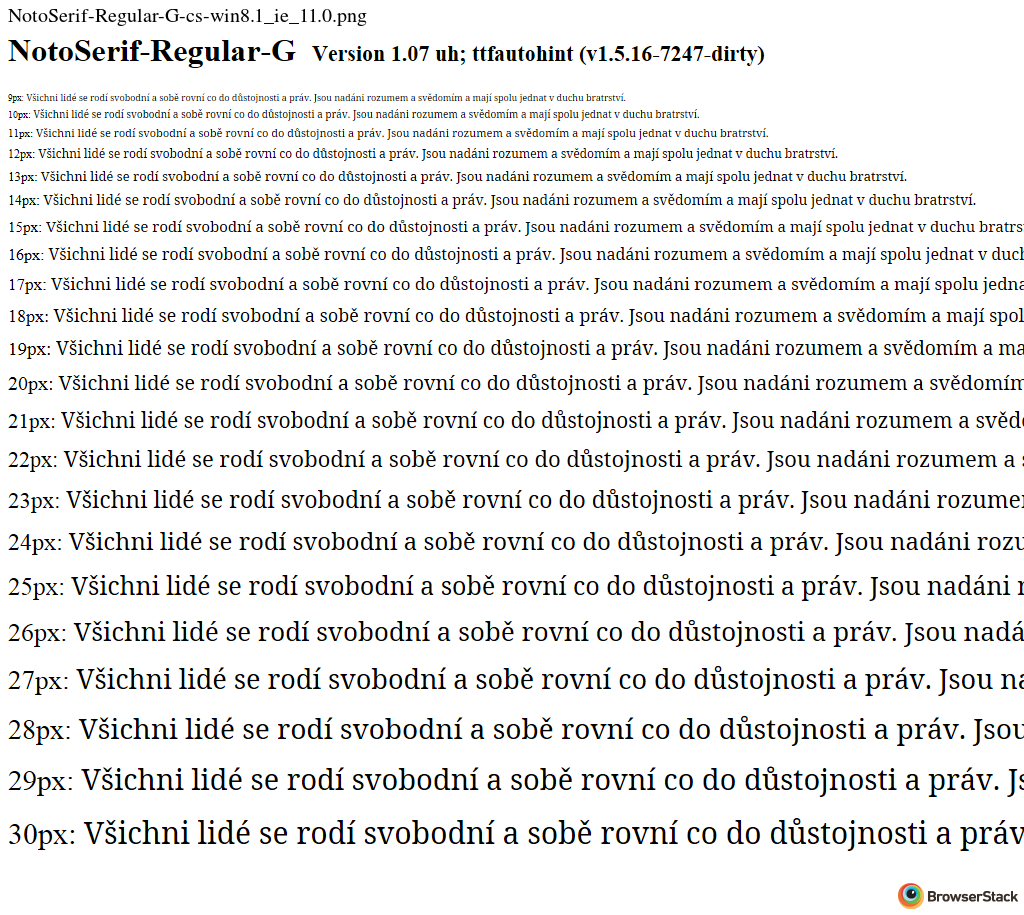 NotoSerif-Regular-G-cs-win8.1_ie_11.0.png
NotoSerif-Regular-G Version 1.07 uh; ttfautohint (v1.5.16-7247-dirty)
9px: Všichni lidé se rodí svobodní a sobě rovní co do důstojnosti a práv. Jsou nadáni rozumem a svědomím a mají spolu jednat v duchu bratrství.
10px: Všichni lidé se rodí svobodní a sobě rovní co do důstojnosti a práv. Jsou nadáni rozumem a svědomím a mají spolu jednat v duchu bratrství.
11px: Všichni lidé se rodí svobodní a sobě rovní co do důstojnosti a práv. Jsou nadáni rozumem a svědomím a mají spolu jednat v duchu bratrství.
12px: Všichni lidé se rodí svobodní a sobě rovní co do důstojnosti a práv. Jsou nadáni rozumem a svědomím a mají spolu jednat v duchu bratrství.
13px: Všichni lidé se rodí svobodní a sobě rovní co do důstojnosti a práv. Jsou nadáni rozumem a svědomím a mají spolu jednat v duchu bratrství.
14px: Všichni lidé se rodí svobodní a sobě rovní co do důstojnosti a práv. Jsou nadáni rozumem a svědomím a mají spolu jednat v duchu bratrství.
15px: Všichni lidé se rodí svobodní a sobě rovní co do důstojnosti a práv. Jsou nadáni rozumem a svědomím a mají spolu jednat v duchu bratrs
16px: Všichni lidé se rodí svobodní a sobě rovní co do důstojnosti a práv. Jsou nadáni rozumem a svědomím a mají spolu jednat v duch
17px: Všichni lidé se rodí svobodní a sobě rovní co do důstojnosti a práv. Jsou nadáni rozumem a svědomím a mají spolu jedna
18px: Všichni lidé se rodí svobodní a sobě rovní co do důstojnosti a práv. Jsou nadáni rozumem a svědomím a mají spol
19px: Všichni lidé se rodí svobodní a sobě rovní co do důstojnosti a práv. Jsou nadáni rozumem a svědomím a ma
20px: Všichni lidé se rodí svobodní a sobě rovní co do důstojnosti a práv. Jsou nadáni rozumem a svědomím
21px: Všichni lidé se rodí svobodní a sobě rovní co do důstojnosti a práv. Jsou nadáni rozumem a svědo
22px: Všichni lidé se rodí svobodní a sobě rovní co do důstojnosti a práv. Jsou nadáni rozumem a s
23px: Všichni lidé se rodí svobodní a sobě rovní co do důstojnosti a práv. Jsou nadáni rozumem
24px: Všichni lidé se rodí svobodní a sobě rovní co do důstojnosti a práv. Jsou nadáni rozu
25px: Všichni lidé se rodí svobodní a sobě rovní co do důstojnosti a práv. Jsou nadáni r
26px: Všichni lidé se rodí svobodní a sobě rovní co do důstojnosti a práv. Jsou nadá
27px: Všichni lidé se rodí svobodní a sobě rovní co do důstojnosti a práv. Jsou na
28px: Všichni lidé se rodí svobodní a sobě rovní co do důstojnosti a práv. Jsou
29px: Všichni lidé se rodí svobodní a sobě rovní co do důstojnosti a práv. Js
30px: Všichni lidé se rodí svobodní a sobě rovní co do důstojnosti a práv
BrowserStack